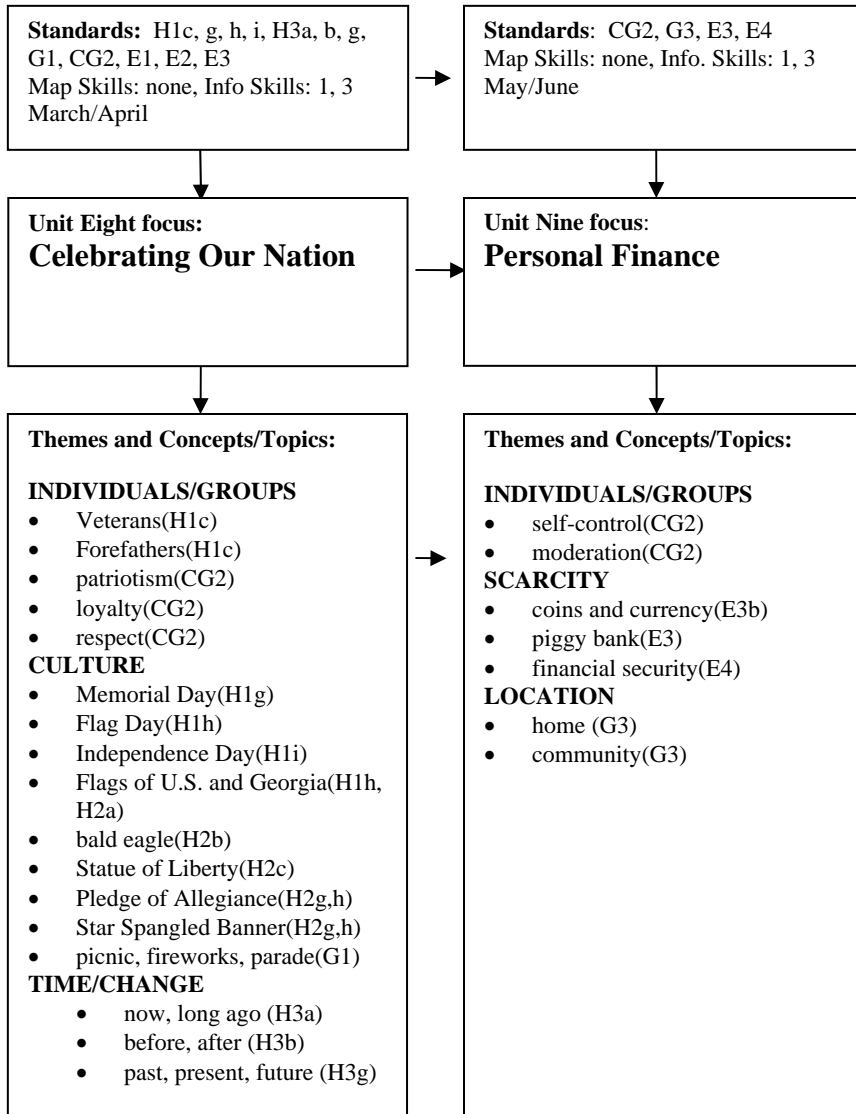 Standards:  H1c, g, h, i, H3a, b, g,
G1, CG2, E1, E2, E3
Map Skills: none, Info Skills: 1, 3
March/April
Standards:  CG2, G3, E3, E4
Map Skills: none, Info. Skills: 1, 3
May/June
Unit Eight focus:
Celebrating Our Nation
Unit Nine focus:
Personal Finance
Themes and Concepts/Topics:
INDIVIDUALS/GROUPS
• Veterans(H1c)
• Forefathers(H1c)
• patriotism(CG2)
• loyalty(CG2)
• respect(CG2)
CULTURE
• Memorial Day(H1g)
• Flag Day(H1h)
• Independence Day(H1i)
• Flags of U.S. and Georgia(H1h,
H2a)
• bald eagle(H2b)
• Statue of Liberty(H2c)
• Pledge of Allegiance(H2g,h)
• Star Spangled Banner(H2g,h)
• picnic, fireworks, parade(G1)
TIME/CHANGE
• now, long ago (H3a)
• before, after (H3b)
• past, present, future (H3g)
Themes and Concepts/Topics:
INDIVIDUALS/GROUPS
• self-control(CG2)
• moderation(CG2)
SCARCITY
• coins and currency(E3b)
• piggy bank(E3)
• financial security(E4)
LOCATION
• home (G3)
• community(G3)